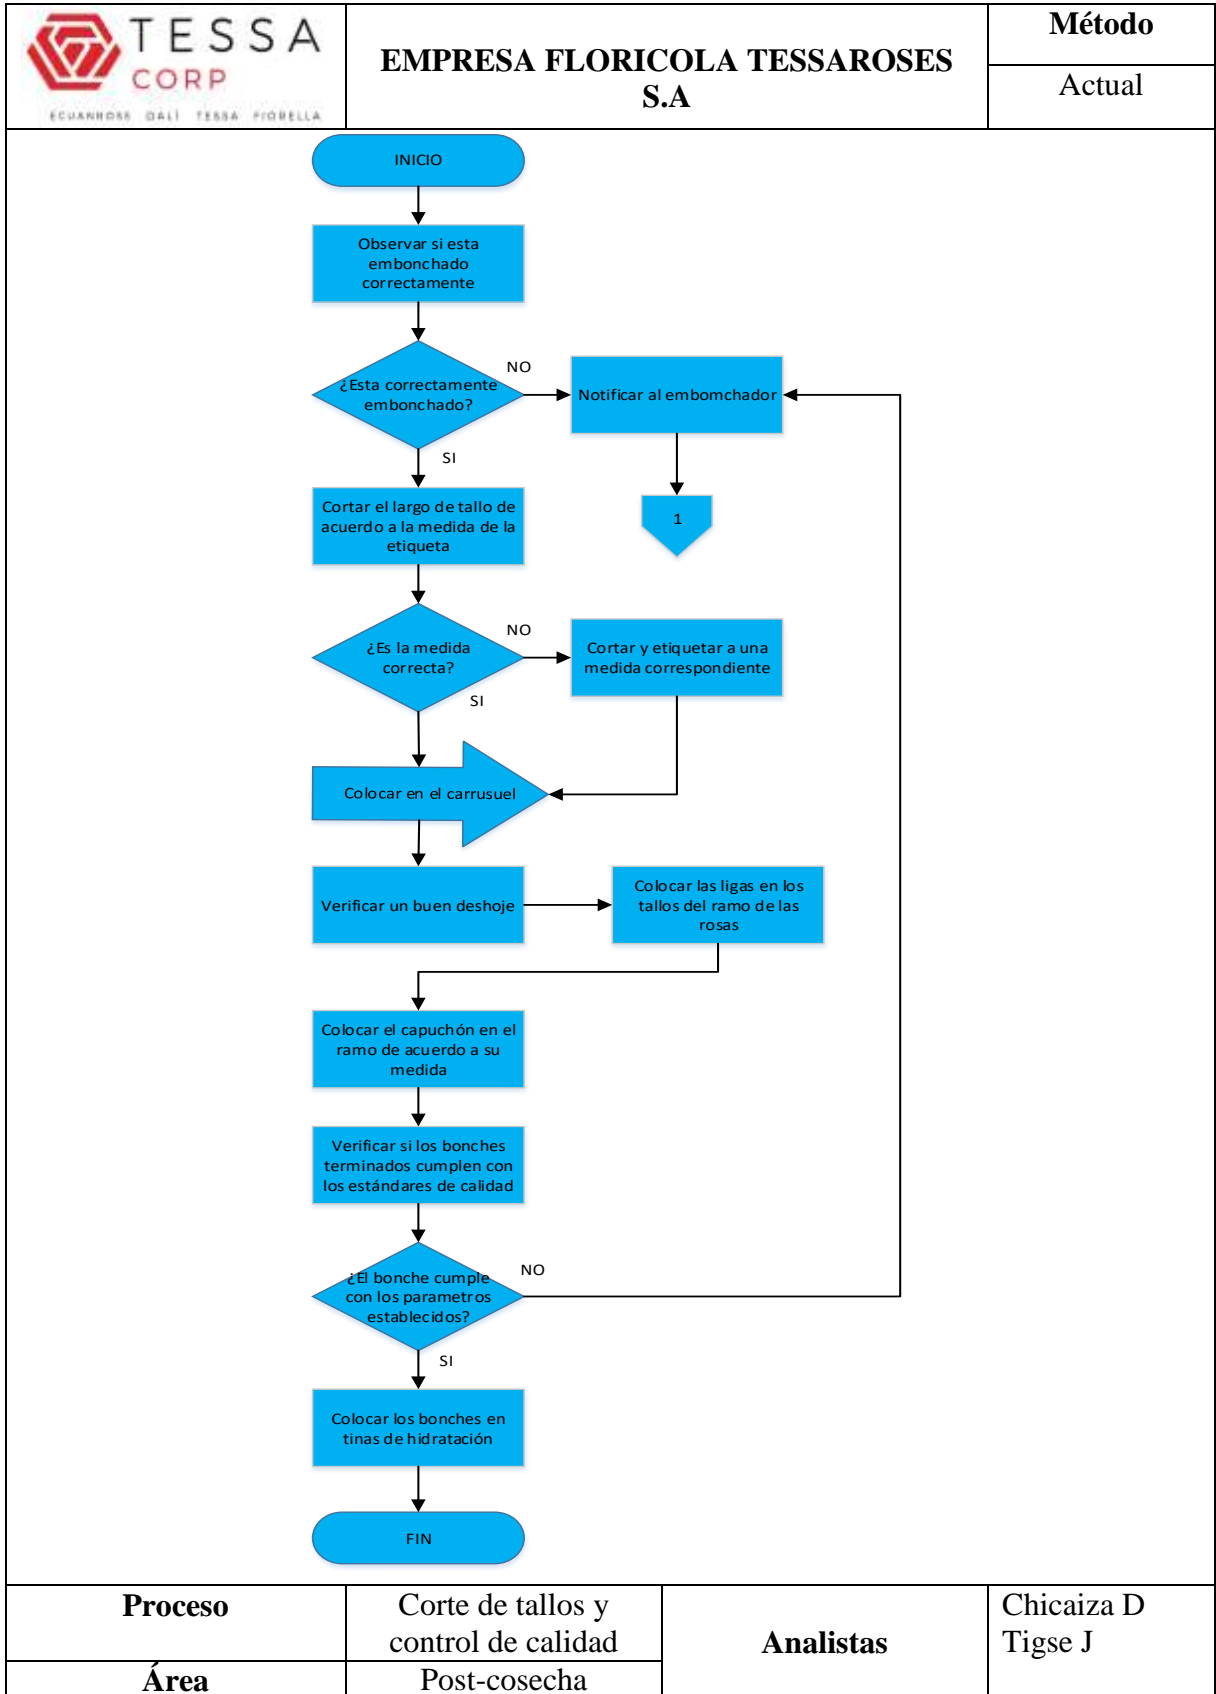 TESSA
CORP
ECUANROSE DALÍ TESSA FIORELLA
EMPRESA FLORICOLA TESSAROSES
S.A
Método
Actual
INICIO
Observar si esta
embonchado
correctamente
¿Esta correctamente
embonchado?
NO
Notificar al embomchador
SI
1
Cortar el largo de tallo de
acuerdo a la medida de la
etiqueta
¿Es la medida
correcta?
NO
Cortar y etiquetar a una
medida correspondiente
SI
Colocar en el carrusuel
Verificar un buen deshoje
Colocar las ligas en los
tallos del ramo de las
rosas
Colocar el capuchón en el
ramo de acuerdo a su
medida
Verificar si los bonches
terminados cumplen con
los estándares de calidad
¿El bonche cumple
con los parametros
establecidos?
NO
SI
Colocar los bonches en
tinas de hidratación
FIN
Proceso
Corte de tallos y
control de calidad
Analistas
Chicaiza D
Tigse J
Área
Post-cosecha